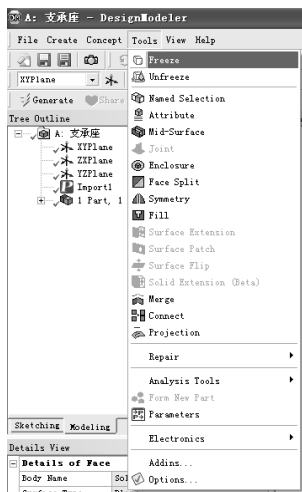 A: 支承座 - DesignModeler
File Create Concept Tools View Help
XYPlane
Generate Share
Tree Outline
A: 支承座
XYPlane
ZXPlane
YZPlane
Import1
1 Part, 1
Sketching Modeling
Details View
Details of Face
Body Name Sol
Freeze
Unfreeze
Named Selection
Attribute
Mid-Surface
Joint
Enclosure
Face Split
Symmetry
Fill
Surface Extension
Surface Patch
Surface Flip
Solid Extension (Beta)
Merge
Connect
Projection
Repair
Analysis Tools
Form New Part
Parameters
Electronics
Addins...
Options...